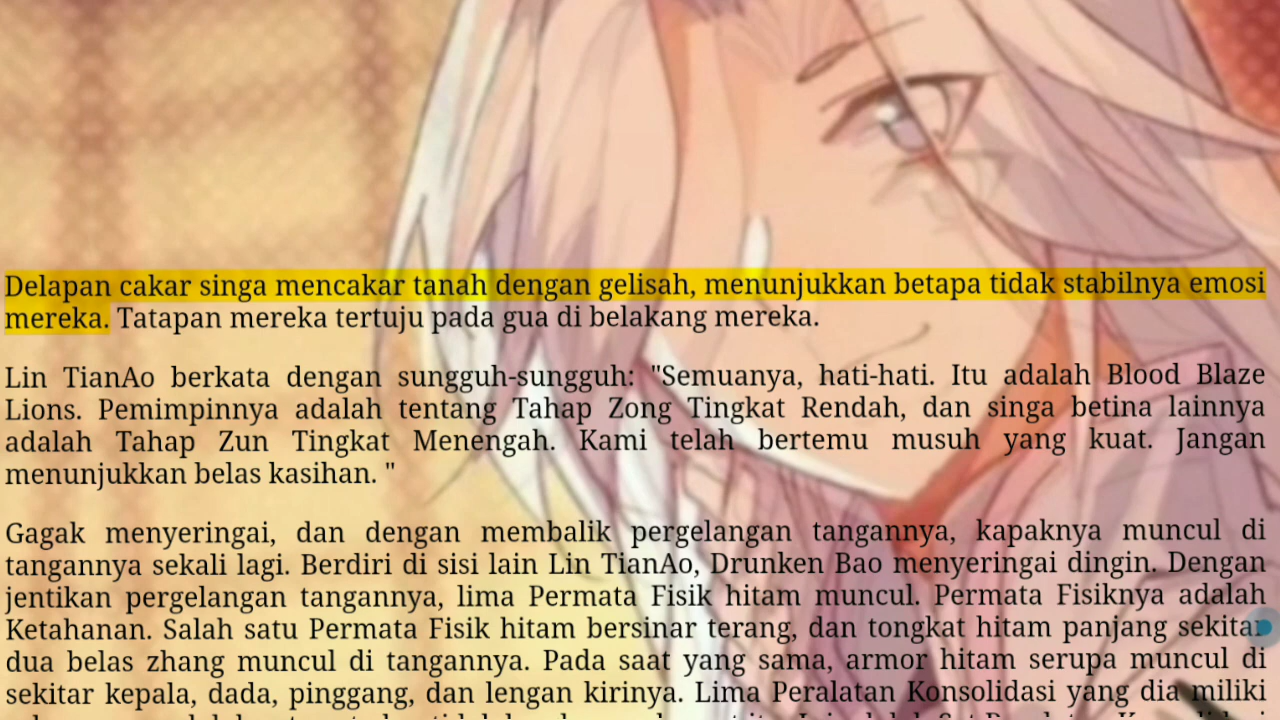 Delapan cakar singa mencakar tanah dengan gelisah, menunjukkan betapa tidak stabilnya emosi
mereka. Tatapan mereka tertuju pada gua di belakang mereka.
Lin TianAo berkata dengan sungguh-sungguh: "Semuanya, hati-hati. Itu adalah Blood Blaze
Lions. Pemimpinnya adalah tentang Tahap Zong Tingkat Rendah, dan singa betina lainnya
adalah Tahap Zun Tingkat Menengah. Kami telah bertemu musuh yang kuat. Jangan
menunjukkan belas kasihan. "
Gagak menyeringai, dan dengan membalik pergelangan tangannya, kapaknya muncul di
tangannya sekali lagi. Berdiri di sisi lain Lin TianAo, Drunken Bao menyeringai dingin. Dengan
jentikan pergelangan tangannya, lima Permata Fisik hitam muncul. Permata Fisiknya adalah
Ketahanan. Salah satu Permata Fisik hitam bersinar terang, dan tongkat hitam panjang sekitar
dua belas zhang muncul di tangannya. Pada saat yang sama, armor hitam serupa muncul di
sekitar kepala, dada, pinggang, dan lengan kirinya. Lima Peralatan Konsolidasi yang dia miliki